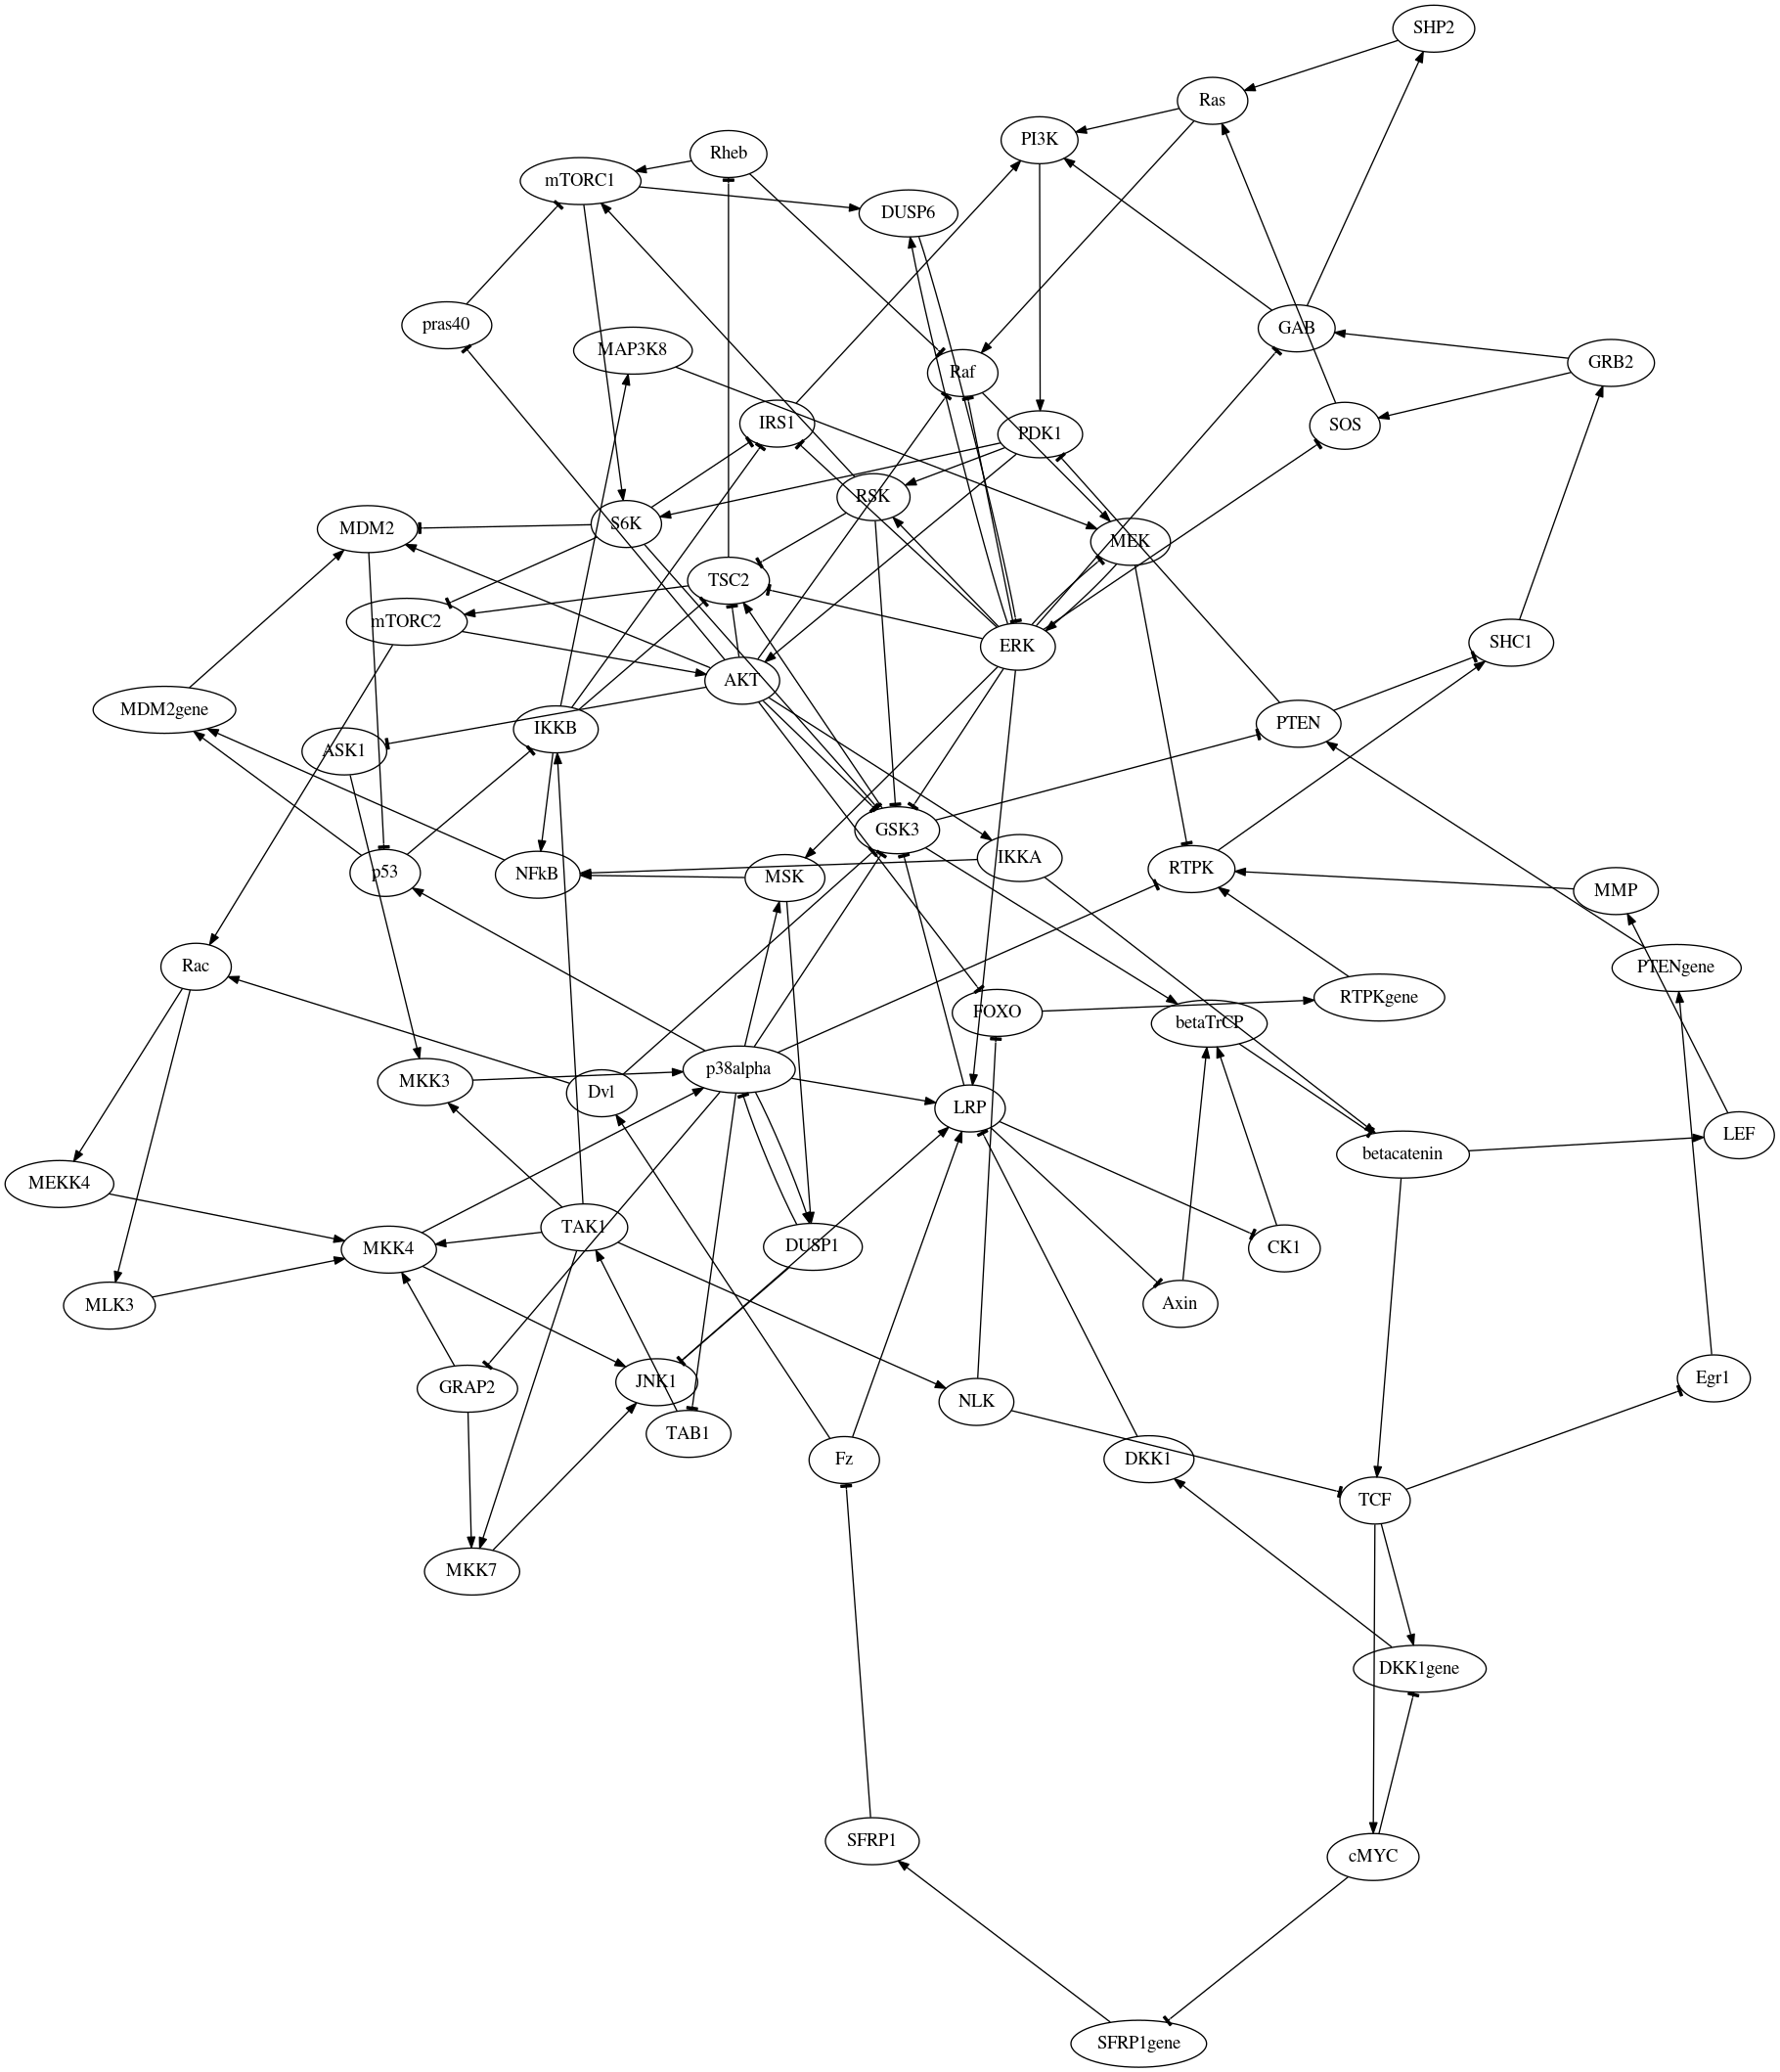 SHP2
Ras
PI3K
Rheb
mTORC1
DUSP6
pras40
GAB
MAP3K8
GRB2
Raf
IRS1
SOS
PDK1
RSK
S6K
MDM2
MEK
TSC2
mTORC2
SHC1
ERK
AKT
MDM2gene
PTEN
IKKB
ASK1
GSK3
IKKA
RTPK
p53
NFkB
MSK
MMP
Rac
PTENgene
RTPKgene
FOXO
betaTrCP
p38alpha
MKK3
Dvl
LRP
LEF
betacatenin
MEKK4
TAK1
DUSP1
CK1
MKK4
Axin
MLK3
Egr1
JNK1
GRAP2
NLK
TAB1
DKK1
Fz
TCF
MKK7
DKK1gene
SFRP1
cMYC
SFRP1gene